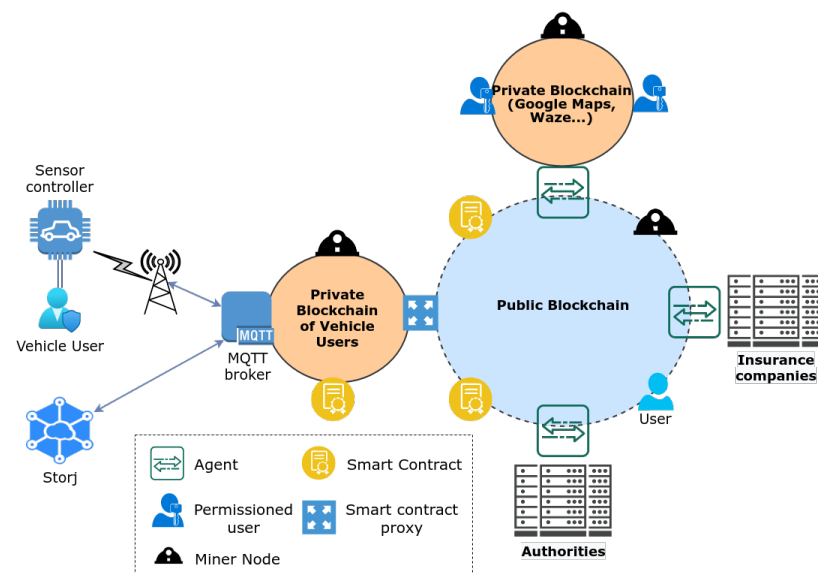 Private Blockchain
(Google Maps,
Waze...)
Sensor
controller
Private
Blockchain
of Vehicle
Users
Public Blockchain
MQTT
Vehicle User
MQTT
broker
Insurance
companies
User
Storj
Agent
Smart Contract
Permissioned
user
Smart contract
proxy
Miner Node
Authorities